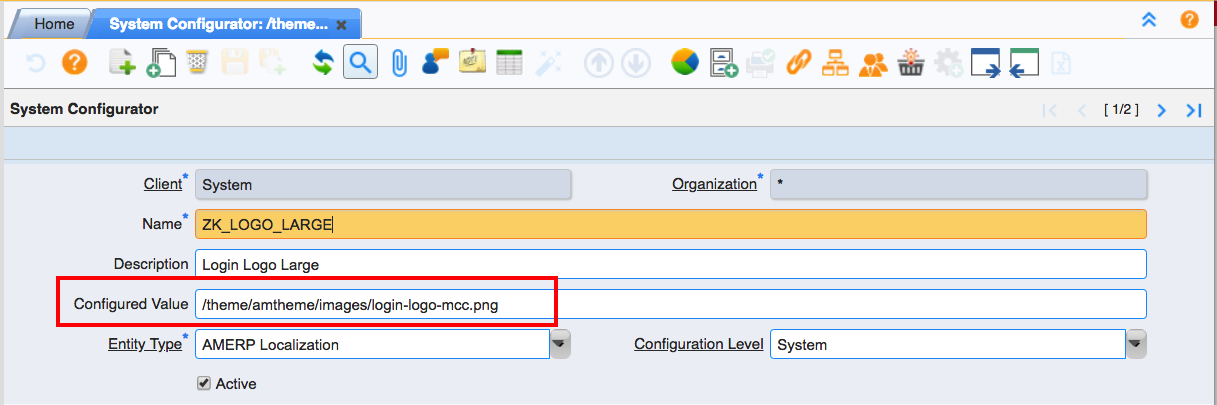 Home
System Configurator: /theme...
System Configurator
[ 1/2 ]
Client* System
Organization* *
Name* ZK_LOGO_LARGE
Description Login Logo Large
Configured Value /theme/amtheme/images/login-logo-mcc.png
Entity Type* AMERP Localization
Configuration Level System
Active